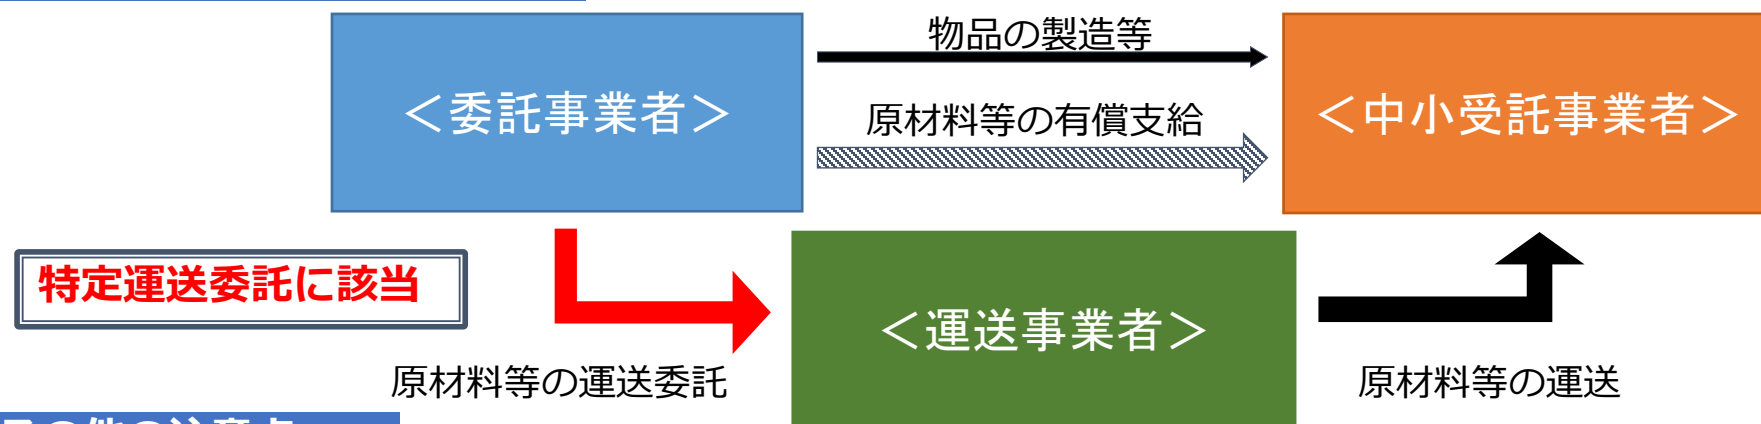 物品の製造等
＜委託事業者＞
原材料等の有償支給
＜中小受託事業者＞
特定運送委託に該当
＜運送事業者＞
原材料等の運送委託
原材料等の運送